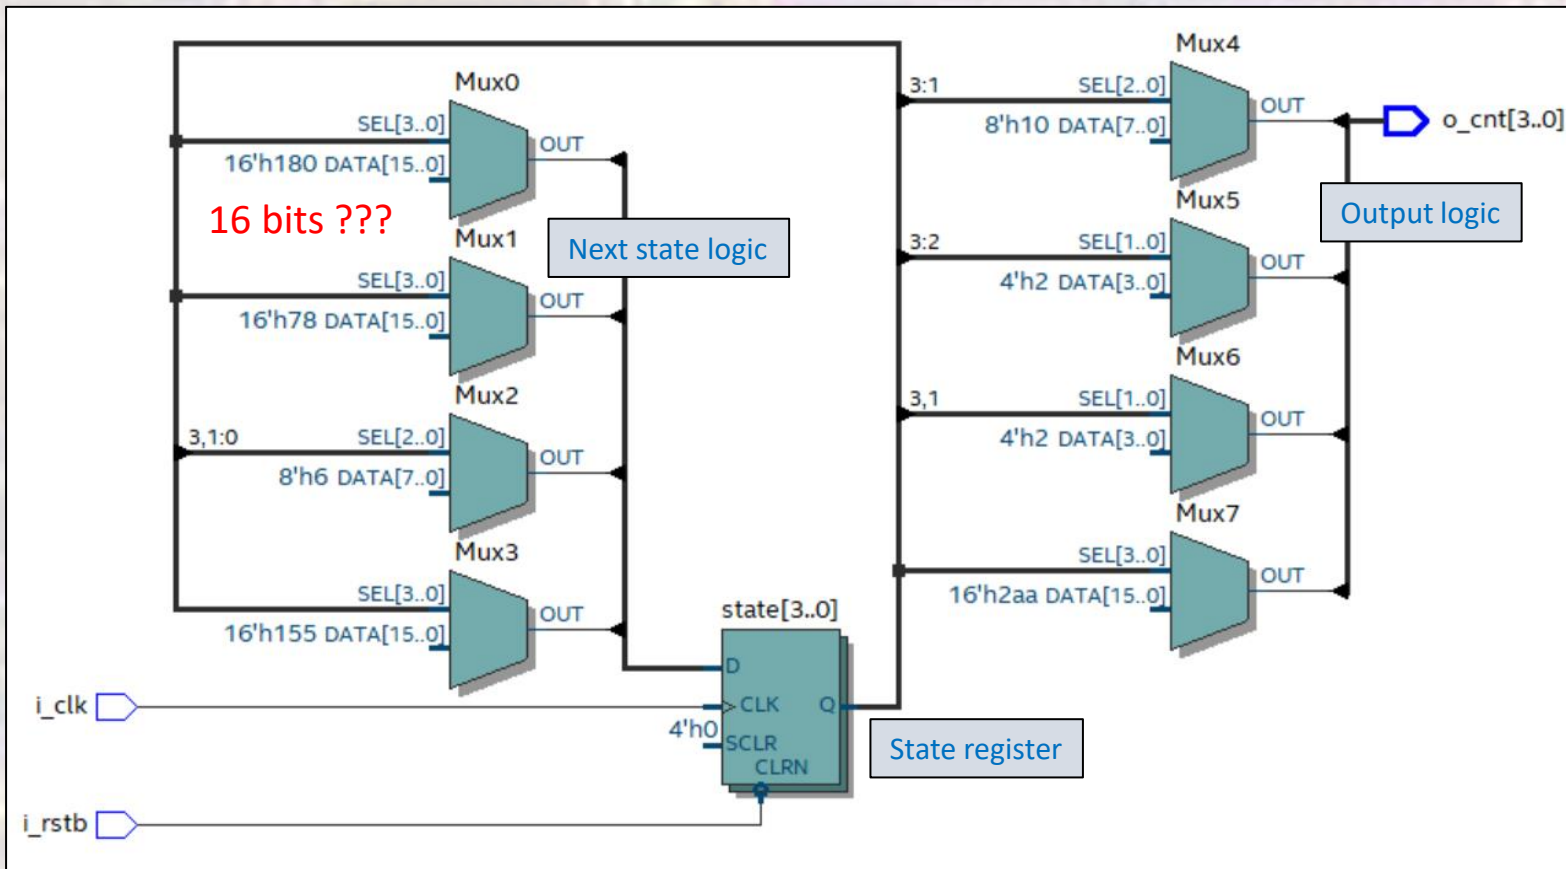 Mux0
SEL[3..0]
OUT
16'h180 DATA[15..0]
16 bits ???
Mux1
SEL[3..0]
OUT
16'h78 DATA[15..0]
Next state logic
Mux2
3,1:0
SEL[2..0]
OUT
8'h6 DATA[7..0]
Mux3
SEL[3..0]
OUT
16'h155 DATA[15..0]
state[3..0]
D
i_clk
CLK
Q
4'h0
SCLR
CLRN
State register
i_rstb
Mux4
3:1
SEL[2..0]
OUT
8'h10 DATA[7..0]
o_cnt[3..0]
Mux5
Output logic
3:2
SEL[1..0]
OUT
4'h2 DATA[3..0]
Mux6
3,1
SEL[1..0]
OUT
4'h2 DATA[3..0]
Mux7
SEL[3..0]
OUT
16'h2aa DATA[15..0]